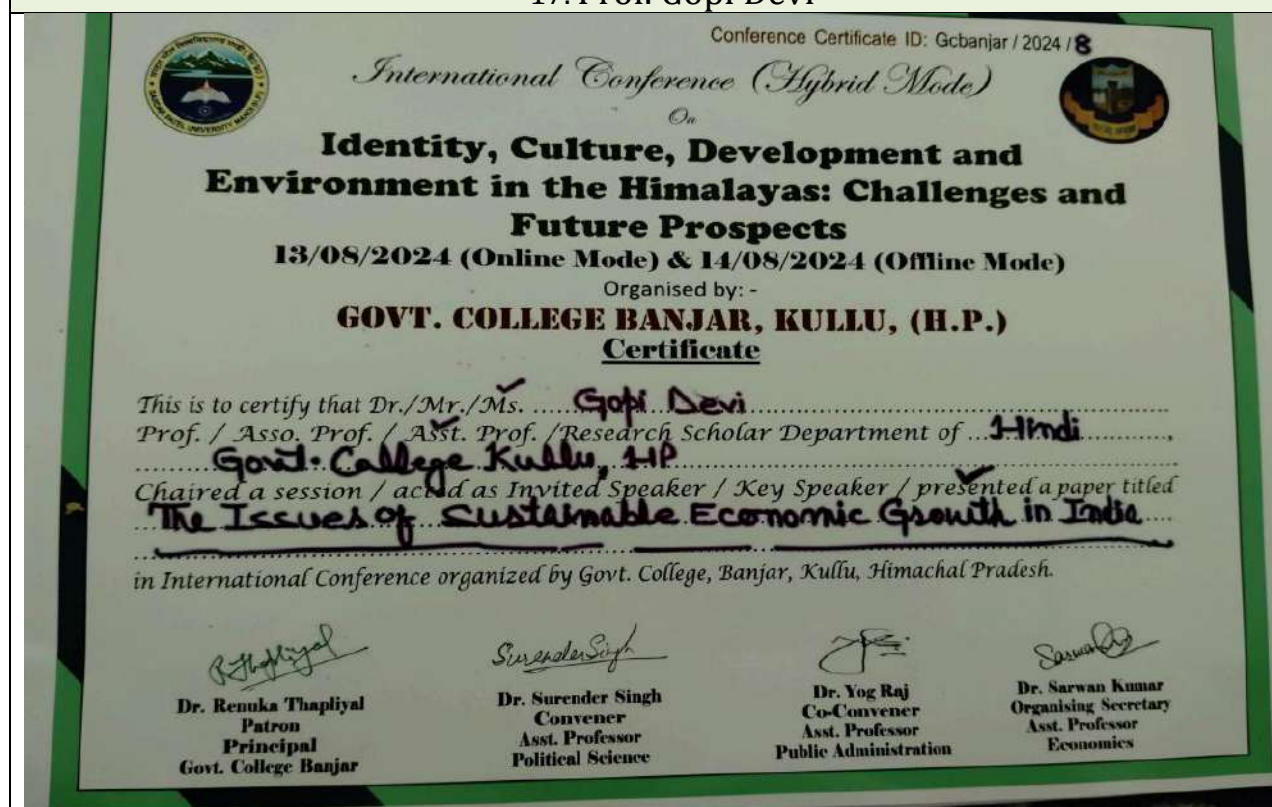 17. Prof. Gopi Devi
Conference Certificate ID: Gcbanjar / 2024 / 8
International Conference (Hybrid Mode)
On
Identity, Culture, Development and
Environment in the Himalayas: Challenges and
Future Prospects
13/08/2024 (Online Mode) & 14/08/2024 (Offline Mode)
Organised by: -
GOVT. COLLEGE BANJAR, KULLU, (H.P.)
Certificate
This is to certify that Dr./Mr./Ms. ..... Gopi Devi
Prof. / Asso. Prof. / Asst. Prof. /Research Scholar Department of ... Hindi ,
Govt. College Kullu, HP
Chaired a session / acted as Invited Speaker / Key Speaker / presented a paper titled
The Issues of Sustainable Economic Growth in India
in International Conference organized by Govt. College, Banjar, Kullu, Himachal Pradesh.
Surender Singh
Dr. Renuka Thapliyal
Patron
Principal
Govt. College Banjar
Dr. Surender Singh
Convener
Asst. Professor
Political Science
Dr. Yog Raj
Co-Convener
Asst. Professor
Public Administration
Dr. Sarwan Kumar
Organising Secretary
Asst. Professor
Economics